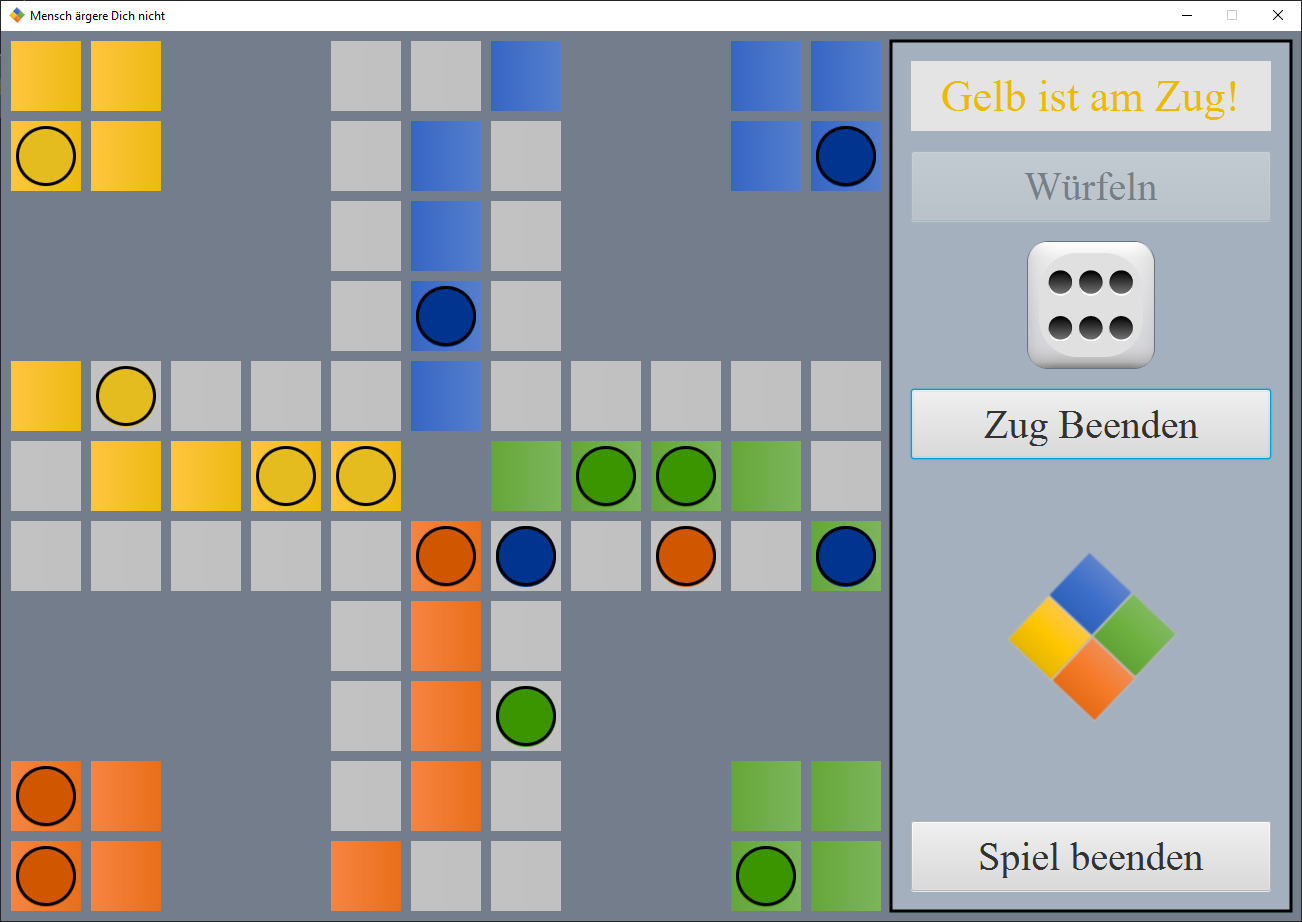 Mensch ärgere Dich nicht
Gelb ist am Zug!
Würfeln
Zug Beenden
Spiel beenden